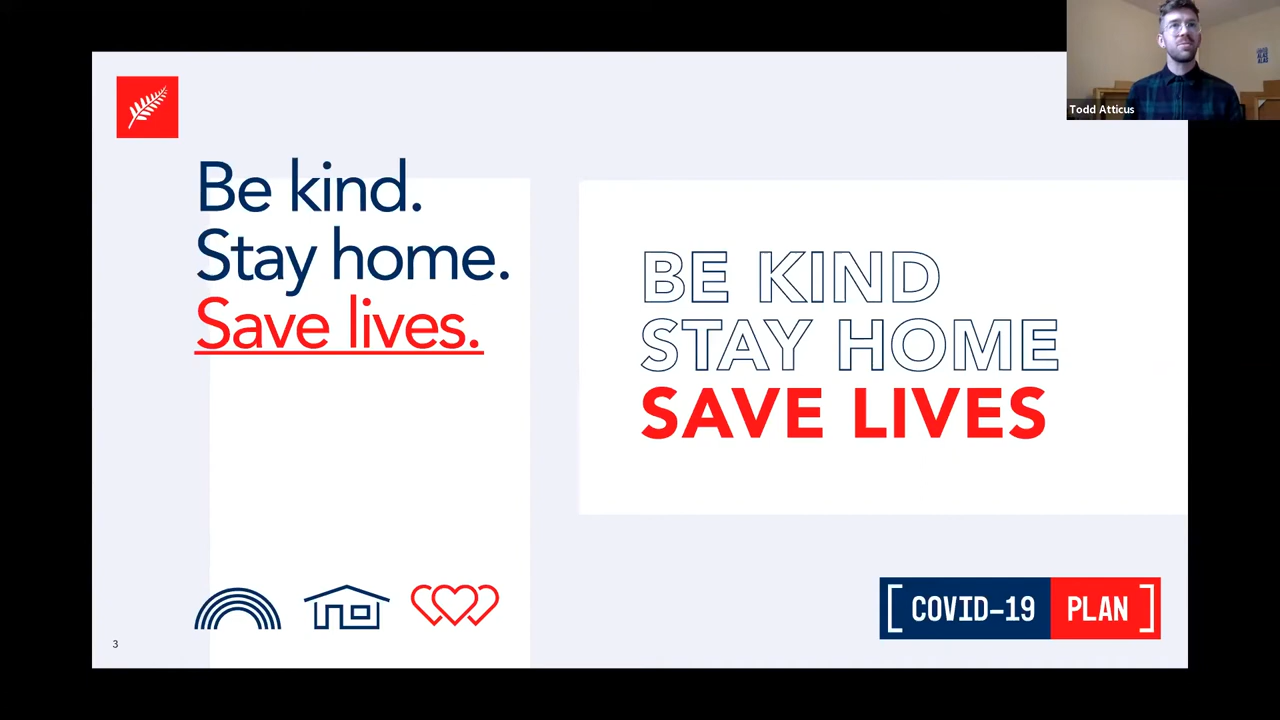 Todd Atticus
Be kind.
Stay home.
Save lives.
BE KIND
STAY HOME
SAVE LIVES
[COVID-19 PLAN]
3